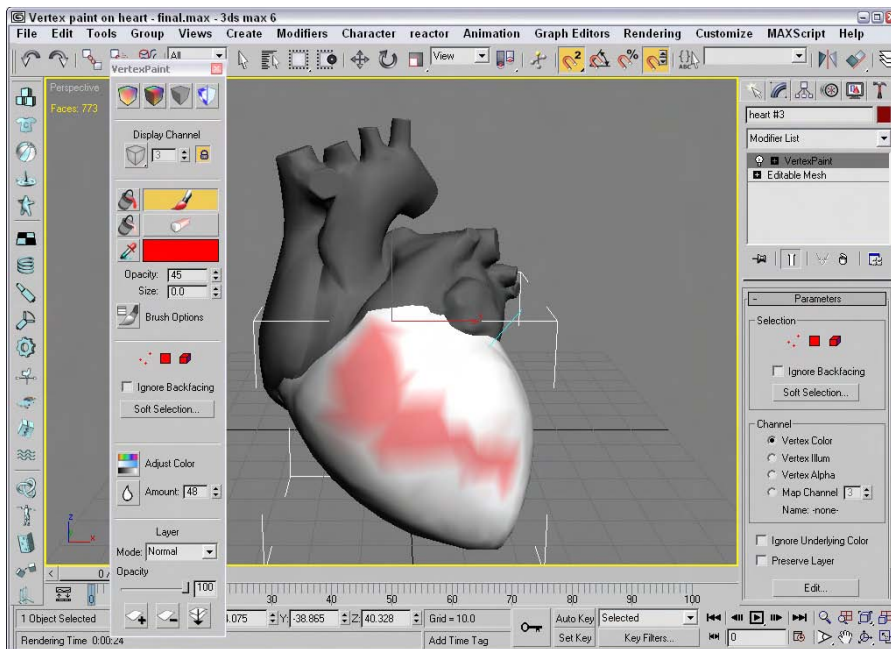 Vertex paint on heart - final.max - 3ds max 6
File Edit Tools Group Views Create Modifiers Character reactor Animation Graph Editors Rendering Customize MAXScript Help
All
View
VertexPaint
Perspective
Faces: 773
Display Channel
3
Opacity: 45
Size: 0.0
Brush Options
Ignore Backfacing
Soft Selection...
Adjust Color
Amount: 48
Layer
Mode: Normal
Opacity
100
z
x
heart #3
Modifier List
VertexPaint
Editable Mesh
Parameters
Selection
Ignore Backfacing
Soft Selection...
Channel
Vertex Color
Vertex Illum
Vertex Alpha
Map Channel 3
Name: -none-
Ignore Underlying Color
Preserve Layer
Edit...
0 /
0 30 40 50 60 70 80 90 100
1 Object Selected 4.075 Y: -38.865 Z: 40.328 Grid = 10.0 Auto Key Selected
Rendering Time 0:00:24 Add Time Tag Set Key Key Filters... 0